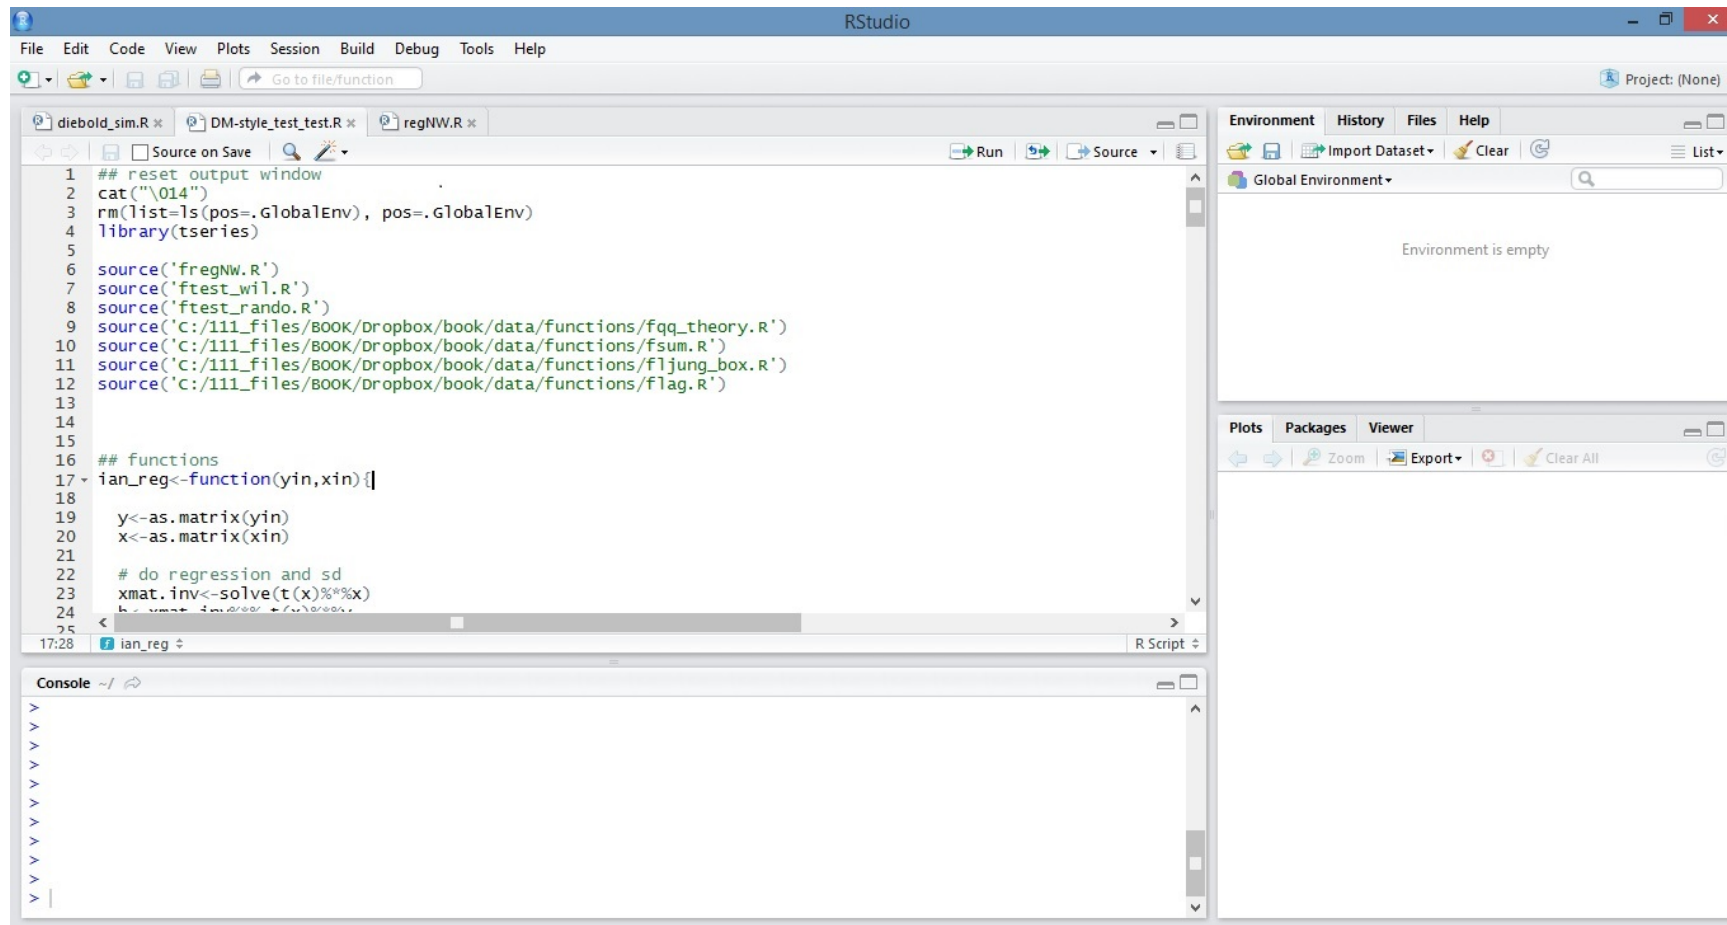 RStudio
File Edit Code View Plots Session Build Debug Tools Help
Go to file/function
Project: (None)
diebold_sim.R × DM-style_test_test.R × regNW.R ×
Source on Save
Run Source
1 ## reset output window
2 cat("\014")
3 rm(list=ls(pos=.GlobalEnv), pos=.GlobalEnv)
4 library(tseries)
5
6 source('fregNW.R')
7 source('ftest_wil.R')
8 source('ftest_rando.R')
9 source('C:/111_files/BOOK/Dropbox/book/data/functions/fqq_theory.R')
10 source('C:/111_files/BOOK/Dropbox/book/data/functions/fsum.R')
11 source('C:/111_files/BOOK/Dropbox/book/data/functions/fljung_box.R')
12 source('C:/111_files/BOOK/Dropbox/book/data/functions/flag.R')
13
14
15
16 ## functions
17 ian_reg<-function(yin,xin){
18
19 y<-as.matrix(yin)
20 x<-as.matrix(xin)
21
22 # do regression and sd
23 xmat.inv<-solve(t(x)%*%x)
24
25
17:28 ian_reg R Script
Console ~/
>
>
>
>
>
>
>
>
>
>
>
Environment History Files Help
Import Dataset Clear List
Global Environment
Environment is empty
Plots Packages Viewer
Zoom Export Clear All